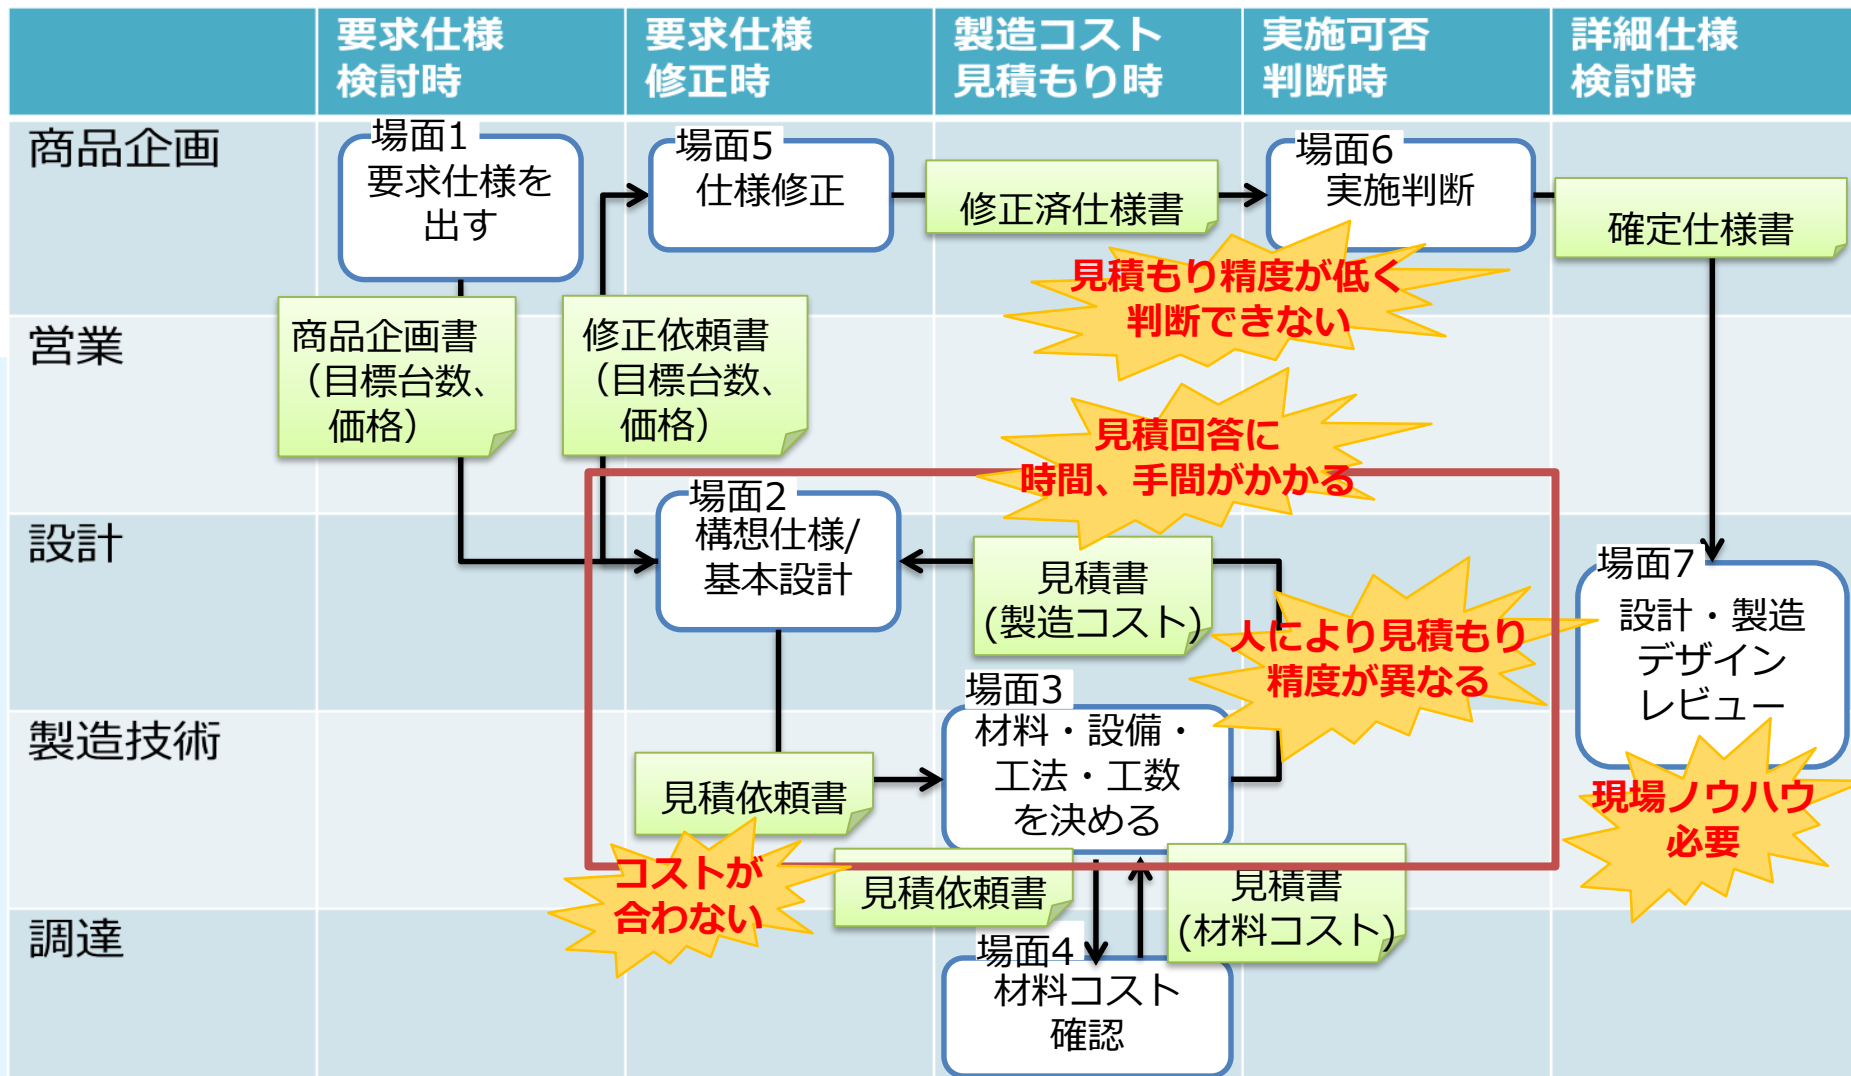 要求仕様
検討時
要求仕様
修正時
製造コスト
見積もり時
実施可否
判断時
詳細仕様
検討時
商品企画
場面1
要求仕様を
出す
場面5
仕様修正
修正済仕様書
場面6
実施判断
確定仕様書
見積もり精度が低く
判断できない
営業
商品企画書
（目標台数、
価格）
修正依頼書
（目標台数、
価格）
見積回答に
時間、手間がかかる
設計
場面2
構想仕様/
基本設計
見積書
(製造コスト)
人により見積もり
精度が異なる
場面7
設計・製造
デザイン
レビュー
製造技術
見積依頼書
場面3
材料・設備・
工法・工数
を決める
現場ノウハウ
必要
コストが
合わない
見積依頼書
見積書
(材料コスト)
調達
場面4
材料コスト
確認